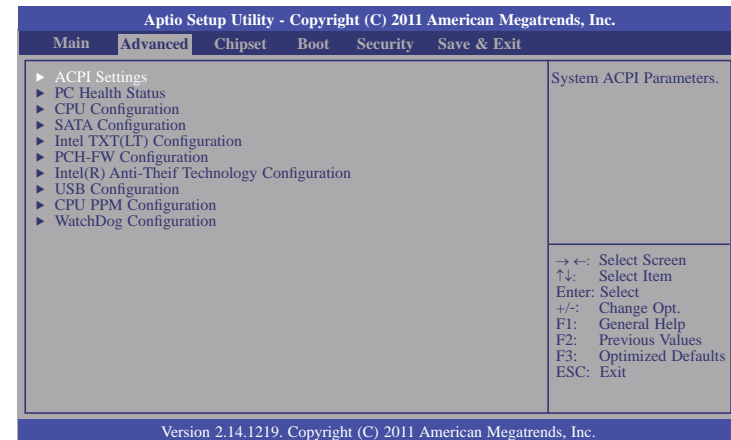 Aptio Setup Utility - Copyright (C) 2011 American Megatrends, Inc.
Main Advanced Chipset Boot Security Save & Exit
► ACPI Settings
► PC Health Status
► CPU Configuration
► SATA Configuration
► Intel TXT(LT) Configuration
► PCH-FW Configuration
► Intel(R) Anti-Theif Technology Configuration
► USB Configuration
► CPU PPM Configuration
► WatchDog Configuration
System ACPI Parameters.
→ ←: Select Screen
↑↓: Select Item
Enter: Select
+/-: Change Opt.
F1: General Help
F2: Previous Values
F3: Optimized Defaults
ESC: Exit
Version 2.14.1219. Copyright (C) 2011 American Megatrends, Inc.